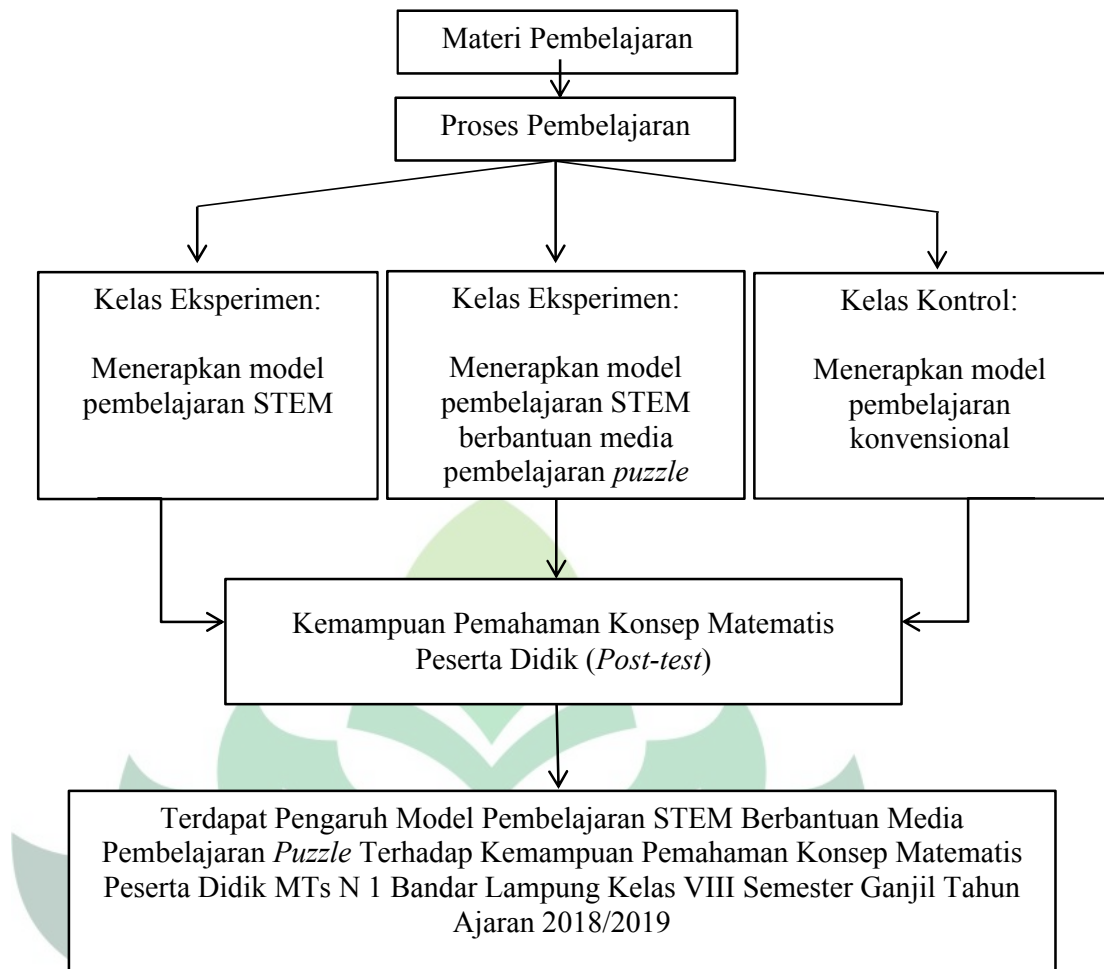 Materi Pembelajaran
Proses Pembelajaran
Kelas Eksperimen:
Menerapkan model
pembelajaran STEM
Kelas Eksperimen:
Menerapkan model
pembelajaran STEM
berbantuan media
pembelajaran puzzle
Kelas Kontrol:
Menerapkan model
pembelajaran
konvensional
Kemampuan Pemahaman Konsep Matematis
Peserta Didik (Post-test)
Terdapat Pengaruh Model Pembelajaran STEM Berbantuan Media
Pembelajaran Puzzle Terhadap Kemampuan Pemahaman Konsep Matematis
Peserta Didik MTs N 1 Bandar Lampung Kelas VIII Semester Ganjil Tahun
Ajaran 2018/2019